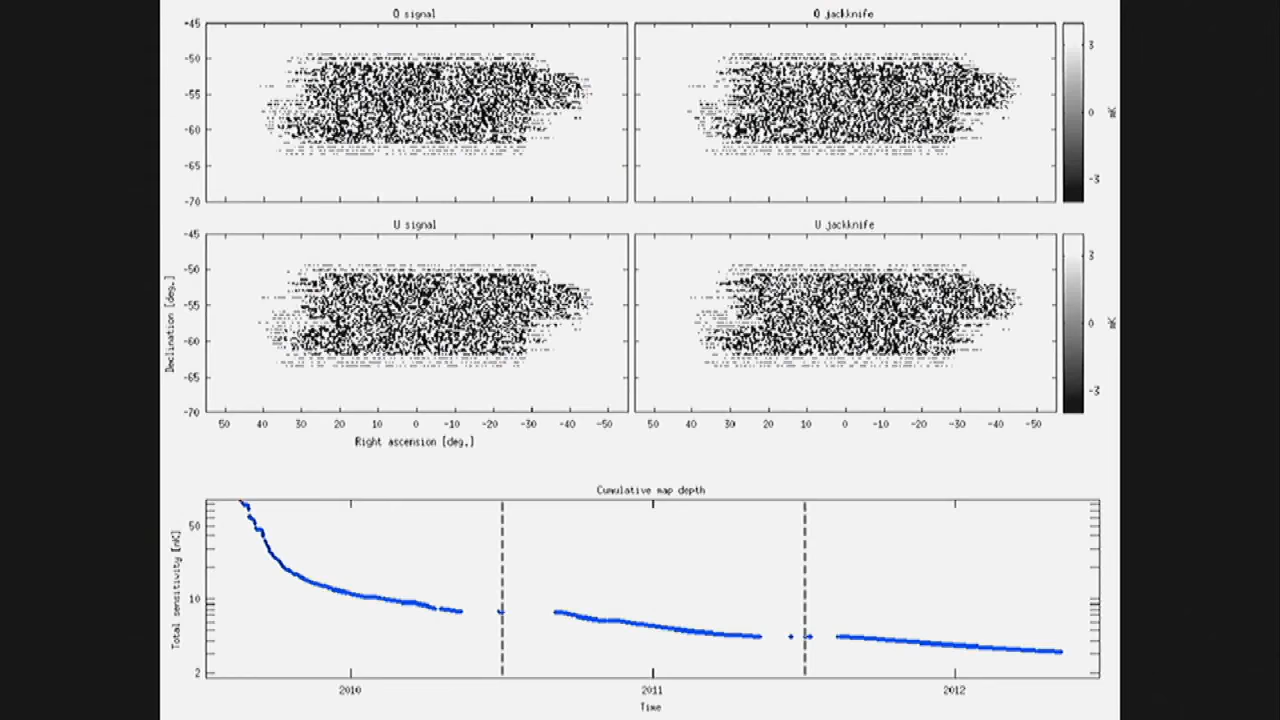 Q signal
Q jackknife
-45
-50
-55
-60
-65
-70
3
0
-3
mK
U signal
U jackknife
-45
-50
-55
-60
-65
-70
Declination [deg.]
3
0
-3
mK
50 40 30 20 10 0 -10 -20 -30 -40 -50
50 40 30 20 10 0 -10 -20 -30 -40 -50
Right ascension [deg.]
Cumulative map depth
Total sensitivity [nK]
50
10
2
2010 2011 2012
Time